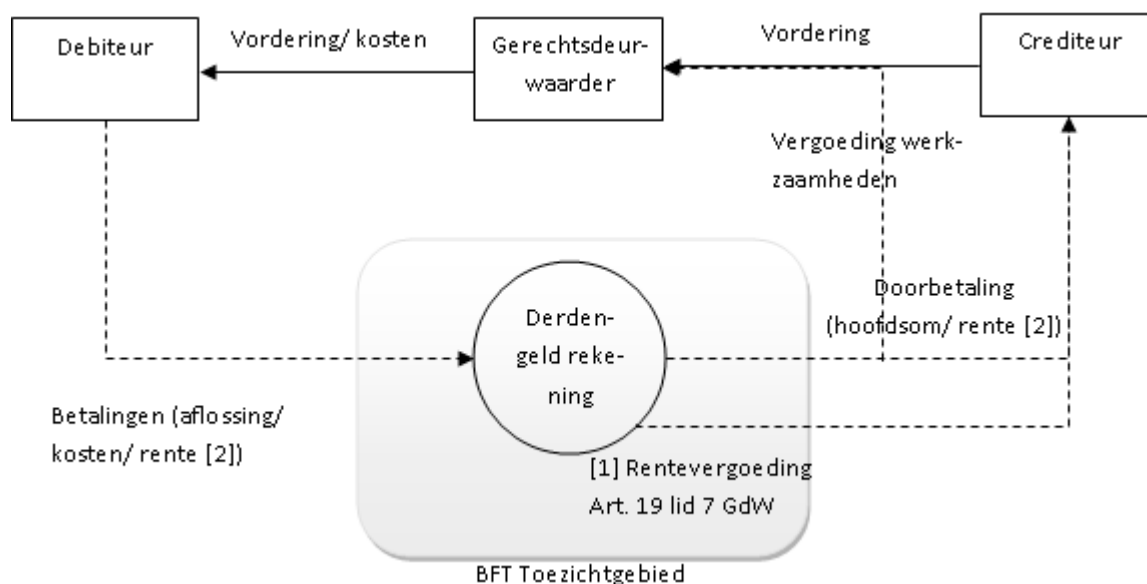 Debiteur
Vordering/ kosten
Gerechtsdeur-
waarder
Vordering
Crediteur
Vergoeding werk-
zaamheden
Derden-
geld reke-
ning
Doorbetaling
(hoofdsom/ rente [2])
Betalingen (aflossing/
kosten/ rente [2])
[1] Rentevergoeding
Art. 19 lid 7 GdW
BFT Toezichtgebied